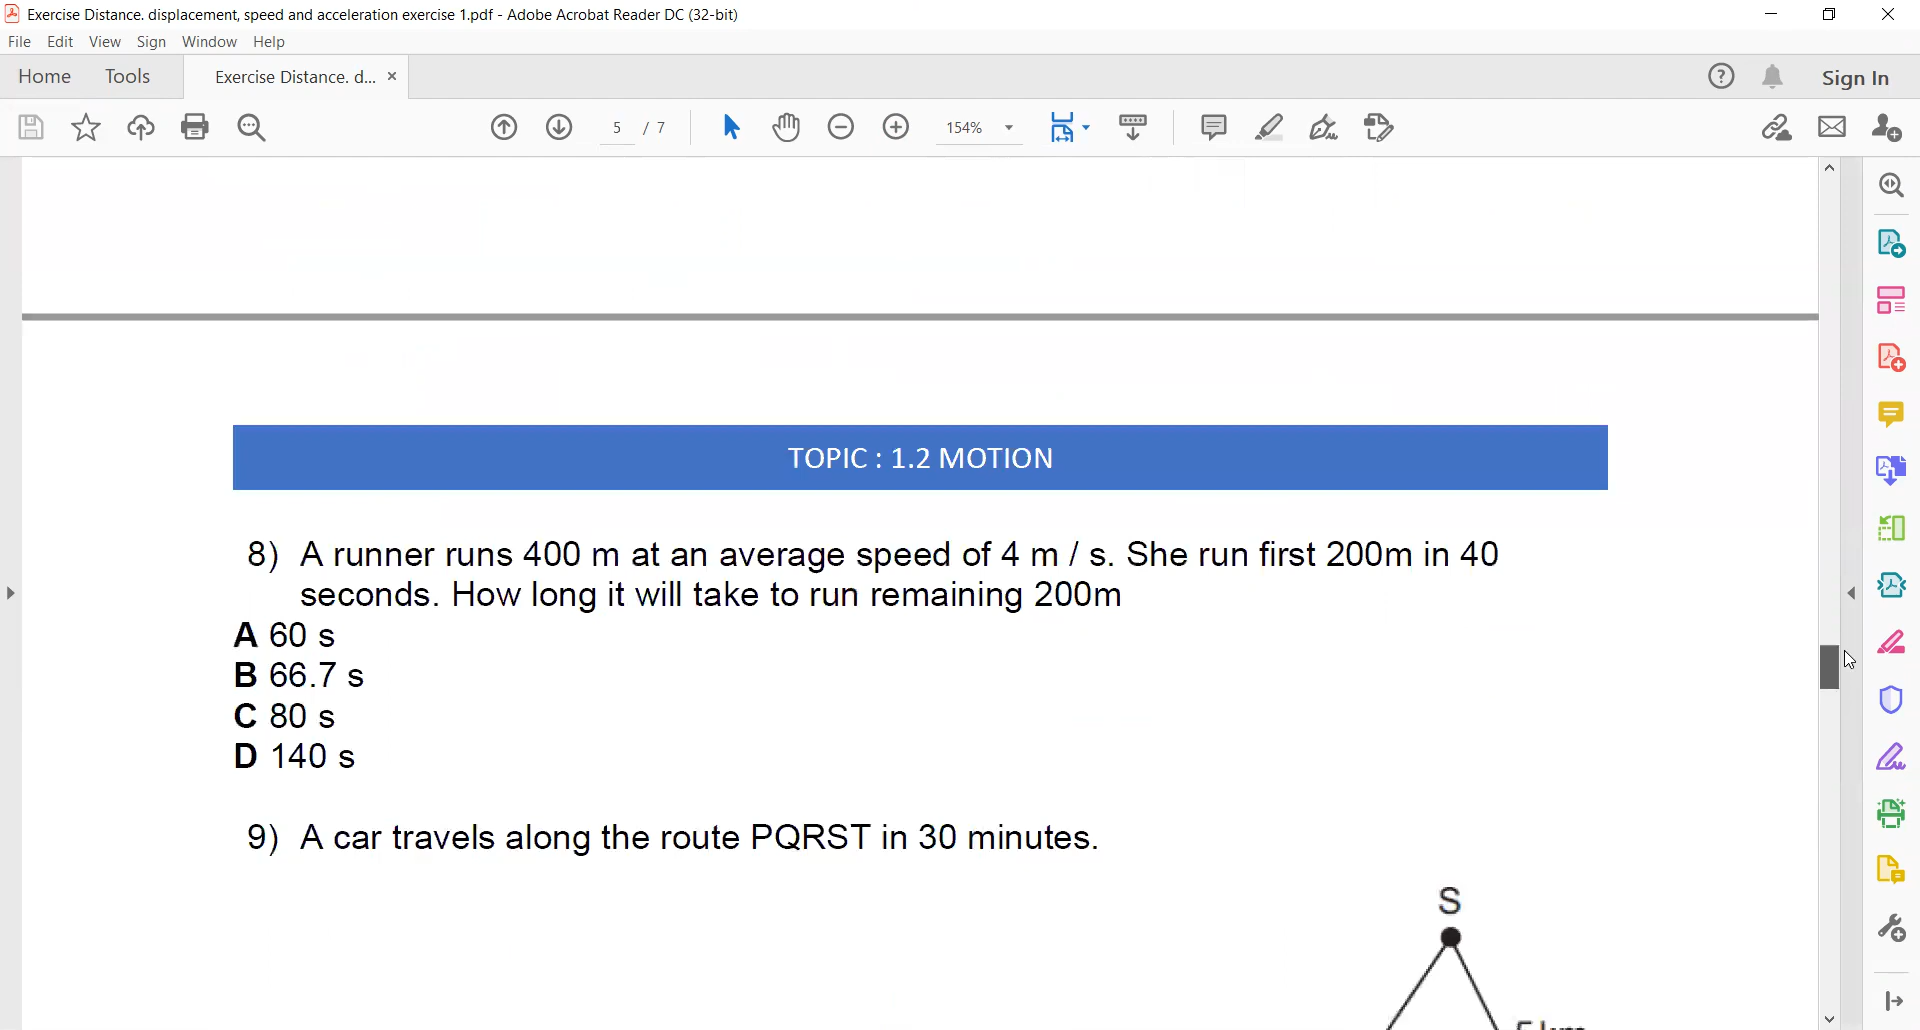 Exercise Distance. displacement, speed and acceleration exercise 1.pdf - Adobe Acrobat Reader DC (32-bit)
File Edit View Sign Window Help
Home Tools Exercise Distance. d... × Sign In
5 / 7 154%
TOPIC : 1.2 MOTION
8) A runner runs 400 m at an average speed of 4 m / s. She run first 200m in 40
seconds. How long it will take to run remaining 200m
A 60 s
B 66.7 s
C 80 s
D 140 s
9) A car travels along the route PQRST in 30 minutes.
S